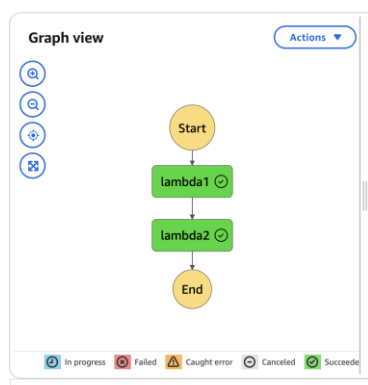 Graph view
Actions
Start
lambda1
lambda2
End
In progress Failed Caught error Canceled Succeede